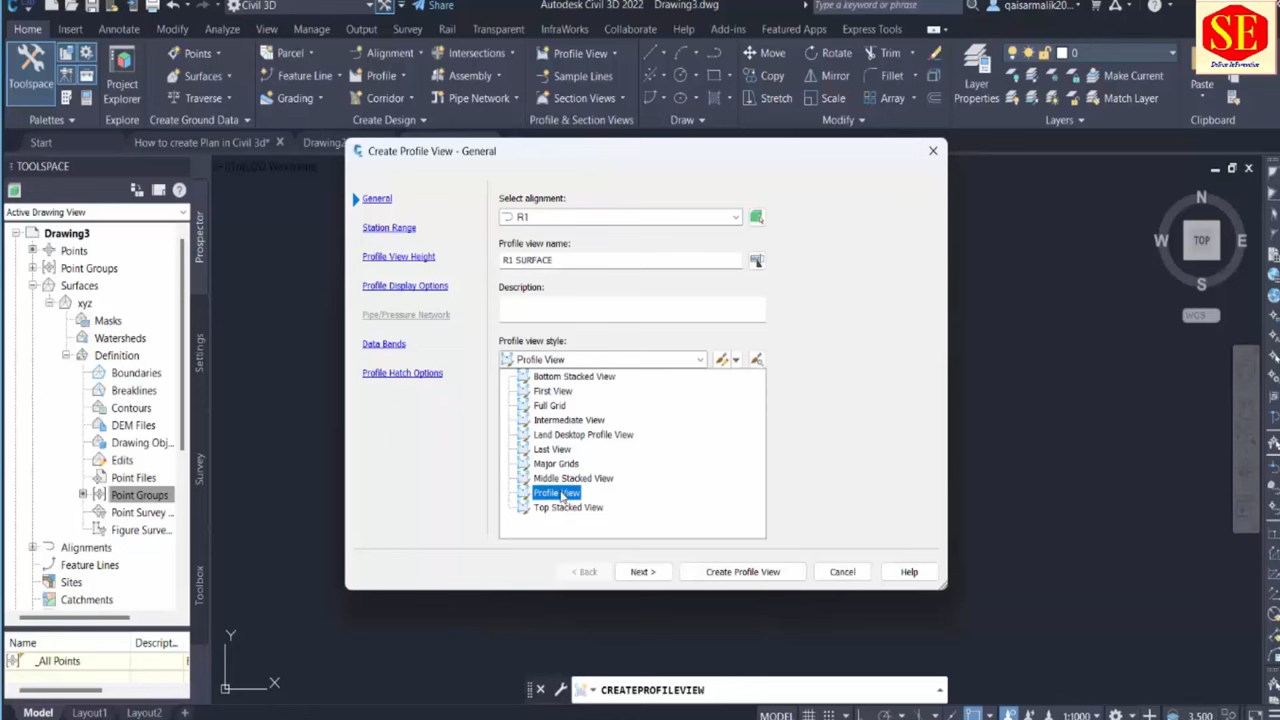 Civil 3D
Share
Autodesk Civil 3D 2022 Drawing3.dwg
Type a keyword or phrase
qaisarmalik20...
Home Insert Annotate Modify Analyze View Manage Output Survey Rail Transparent InfraWorks Collaborate Help Add-ins Featured Apps Express Tools
SE
Toolspace
Project
Explorer
Points
Surfaces
Traverse
Parcel
Feature Line
Grading
Alignment
Profile
Corridor
Intersections
Assembly
Pipe Network
Profile View
Sample Lines
Section Views
Move
Copy
Stretch
Rotate
Mirror
Scale
Trim
Fillet
Array
Layer
Properties
0
Make Current
Match Layer
Paste
Palettes
Explore
Create Ground Data
Create Design
Profile & Section Views
Draw
Modify
Layers
Clipboard
Start
How to create Plan in Civil 3d*
TOOLSPACE
Active Drawing View
Drawing3
Points
Point Groups
Surfaces
xyz
Masks
Watersheds
Definition
Boundaries
Breaklines
Contours
DEM Files
Drawing Obj...
Edits
Point Files
Point Groups
Point Survey ...
Figure Surve...
Alignments
Feature Lines
Sites
Catchments
Prospector
Settings
Survey
Toolbox
Name Descript...
_All Points
Create Profile View - General
General
Station Range
Profile View Height
Profile Display Options
Pipe/Pressure Network
Data Bands
Profile Hatch Options
Select alignment:
R1
Profile view name:
R1 SURFACE
Description:
Profile view style:
Profile View
Bottom Stacked View
First View
Full Grid
Intermediate View
Land Desktop Profile View
Last View
Major Grids
Middle Stacked View
Profile View
Top Stacked View
< Back
Next >
Create Profile View
Cancel
Help
N
W TOP E
S
WCS
Y
X
CREATEPROFILEVIEW
Model Layout1 Layout2 +
MODEL
1:1000
3.500